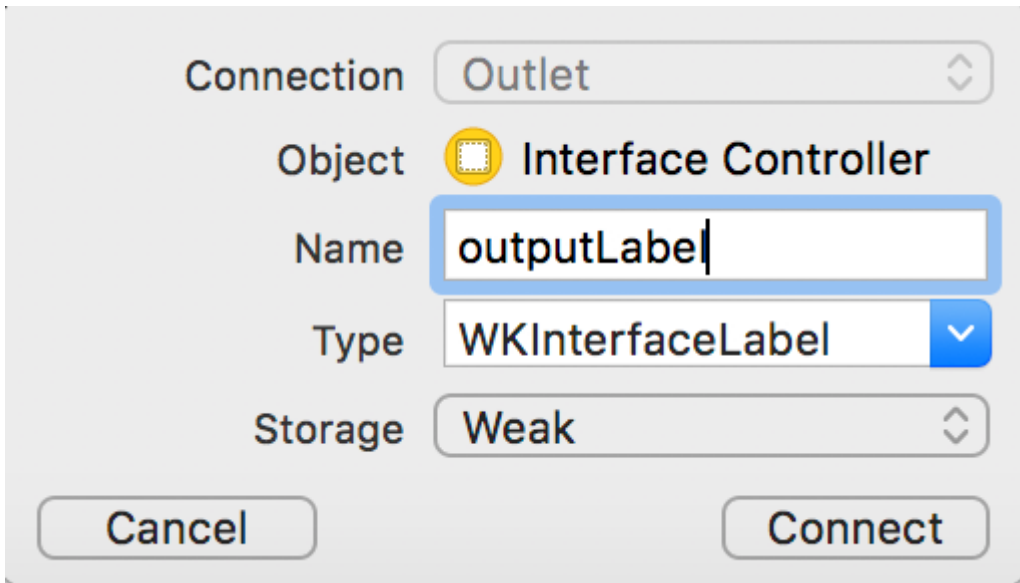 Connection Outlet
Object Interface Controller
Name outputLabel
Type WKInterfaceLabel
Storage Weak
Cancel Connect